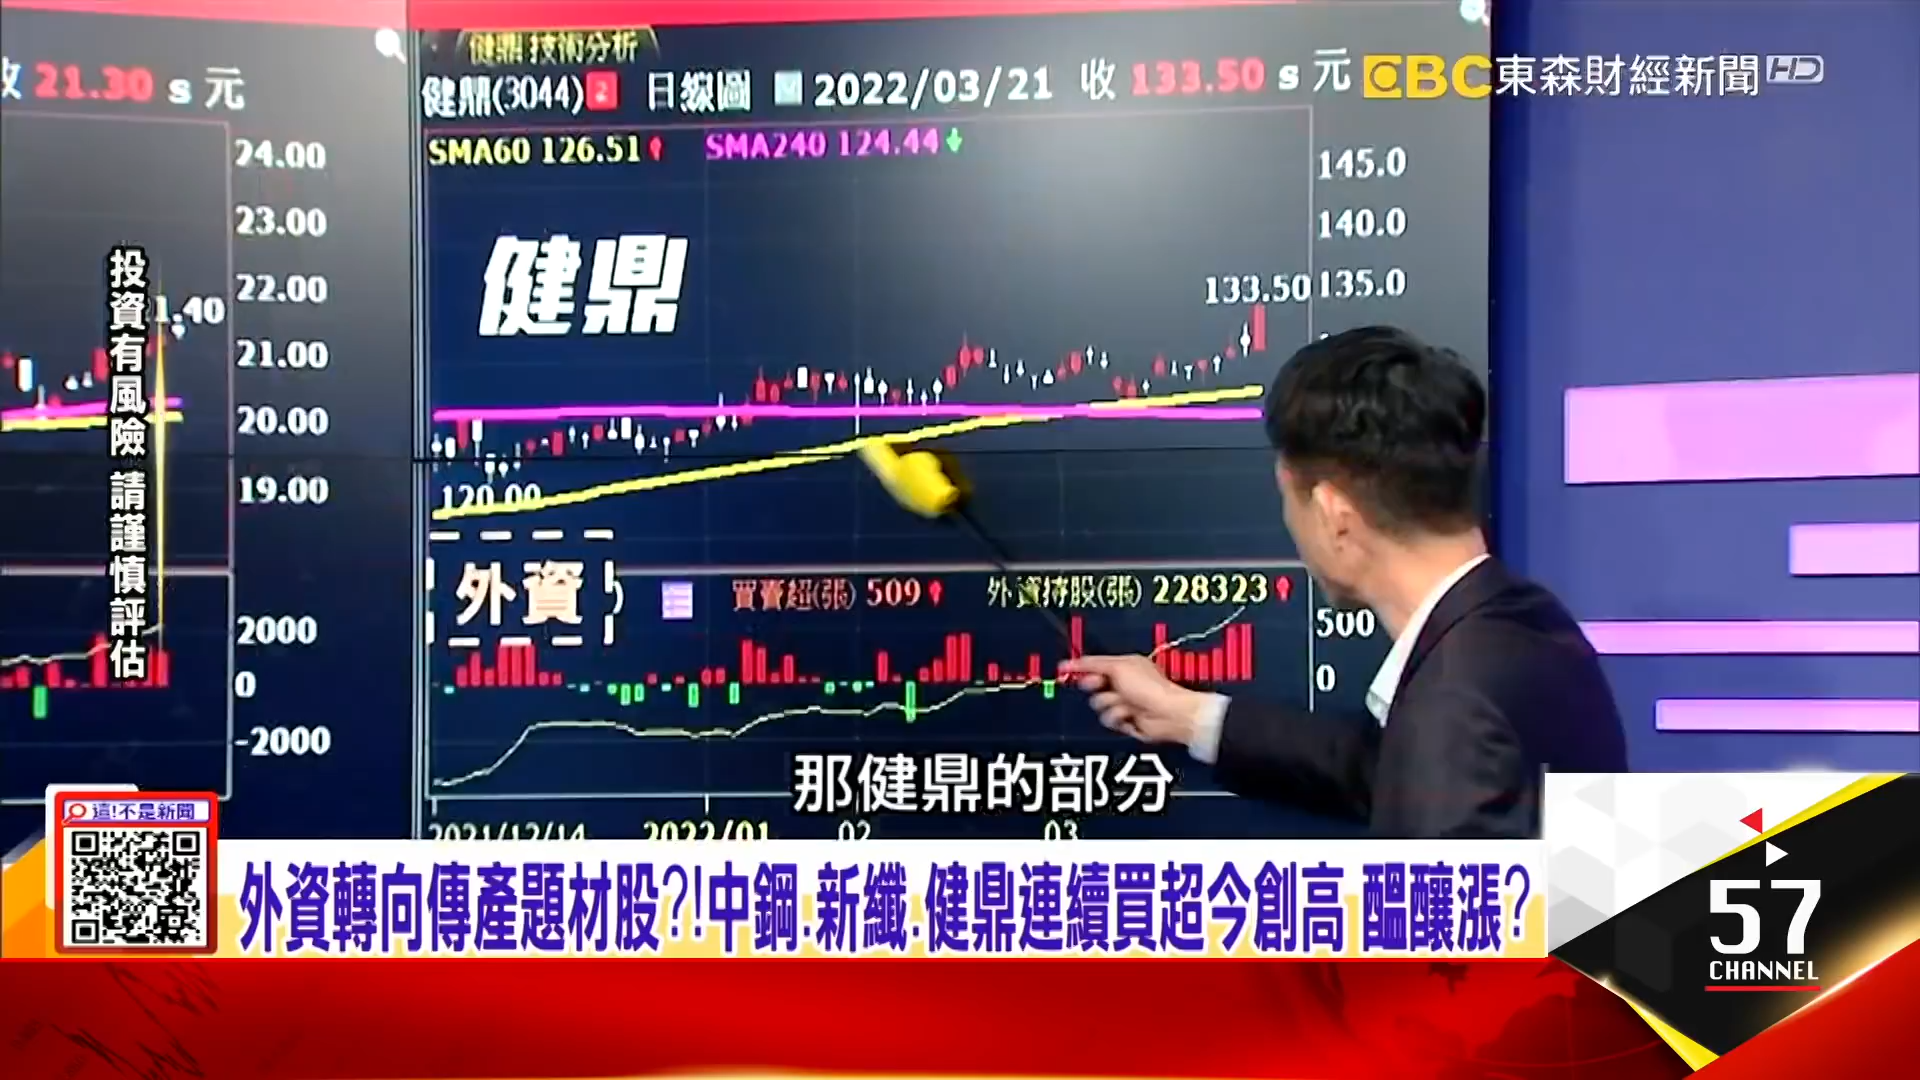 健鼎 技術分析
收 21.30 s 元
健鼎(3044) 2 日線圖 2022/03/21 收 133.50 s 元
EBC 東森財經新聞 HD
SMA60 126.51 SMA240 124.44
24.00
23.00
22.00
21.00
20.00
19.00
2000
0
-2000
1.40
投資有風險 請謹慎評估
健鼎
145.0
140.0
135.0
133.50
120.00
外資
買賣超(張) 509 外資持股(張) 228323
500
0
那健鼎的部分
2021/12/14 2022/01 02 03
這!不是新聞
外資轉向傳產題材股?!中鋼.新纖.健鼎連續買超今創高 醞釀漲?
57
CHANNEL